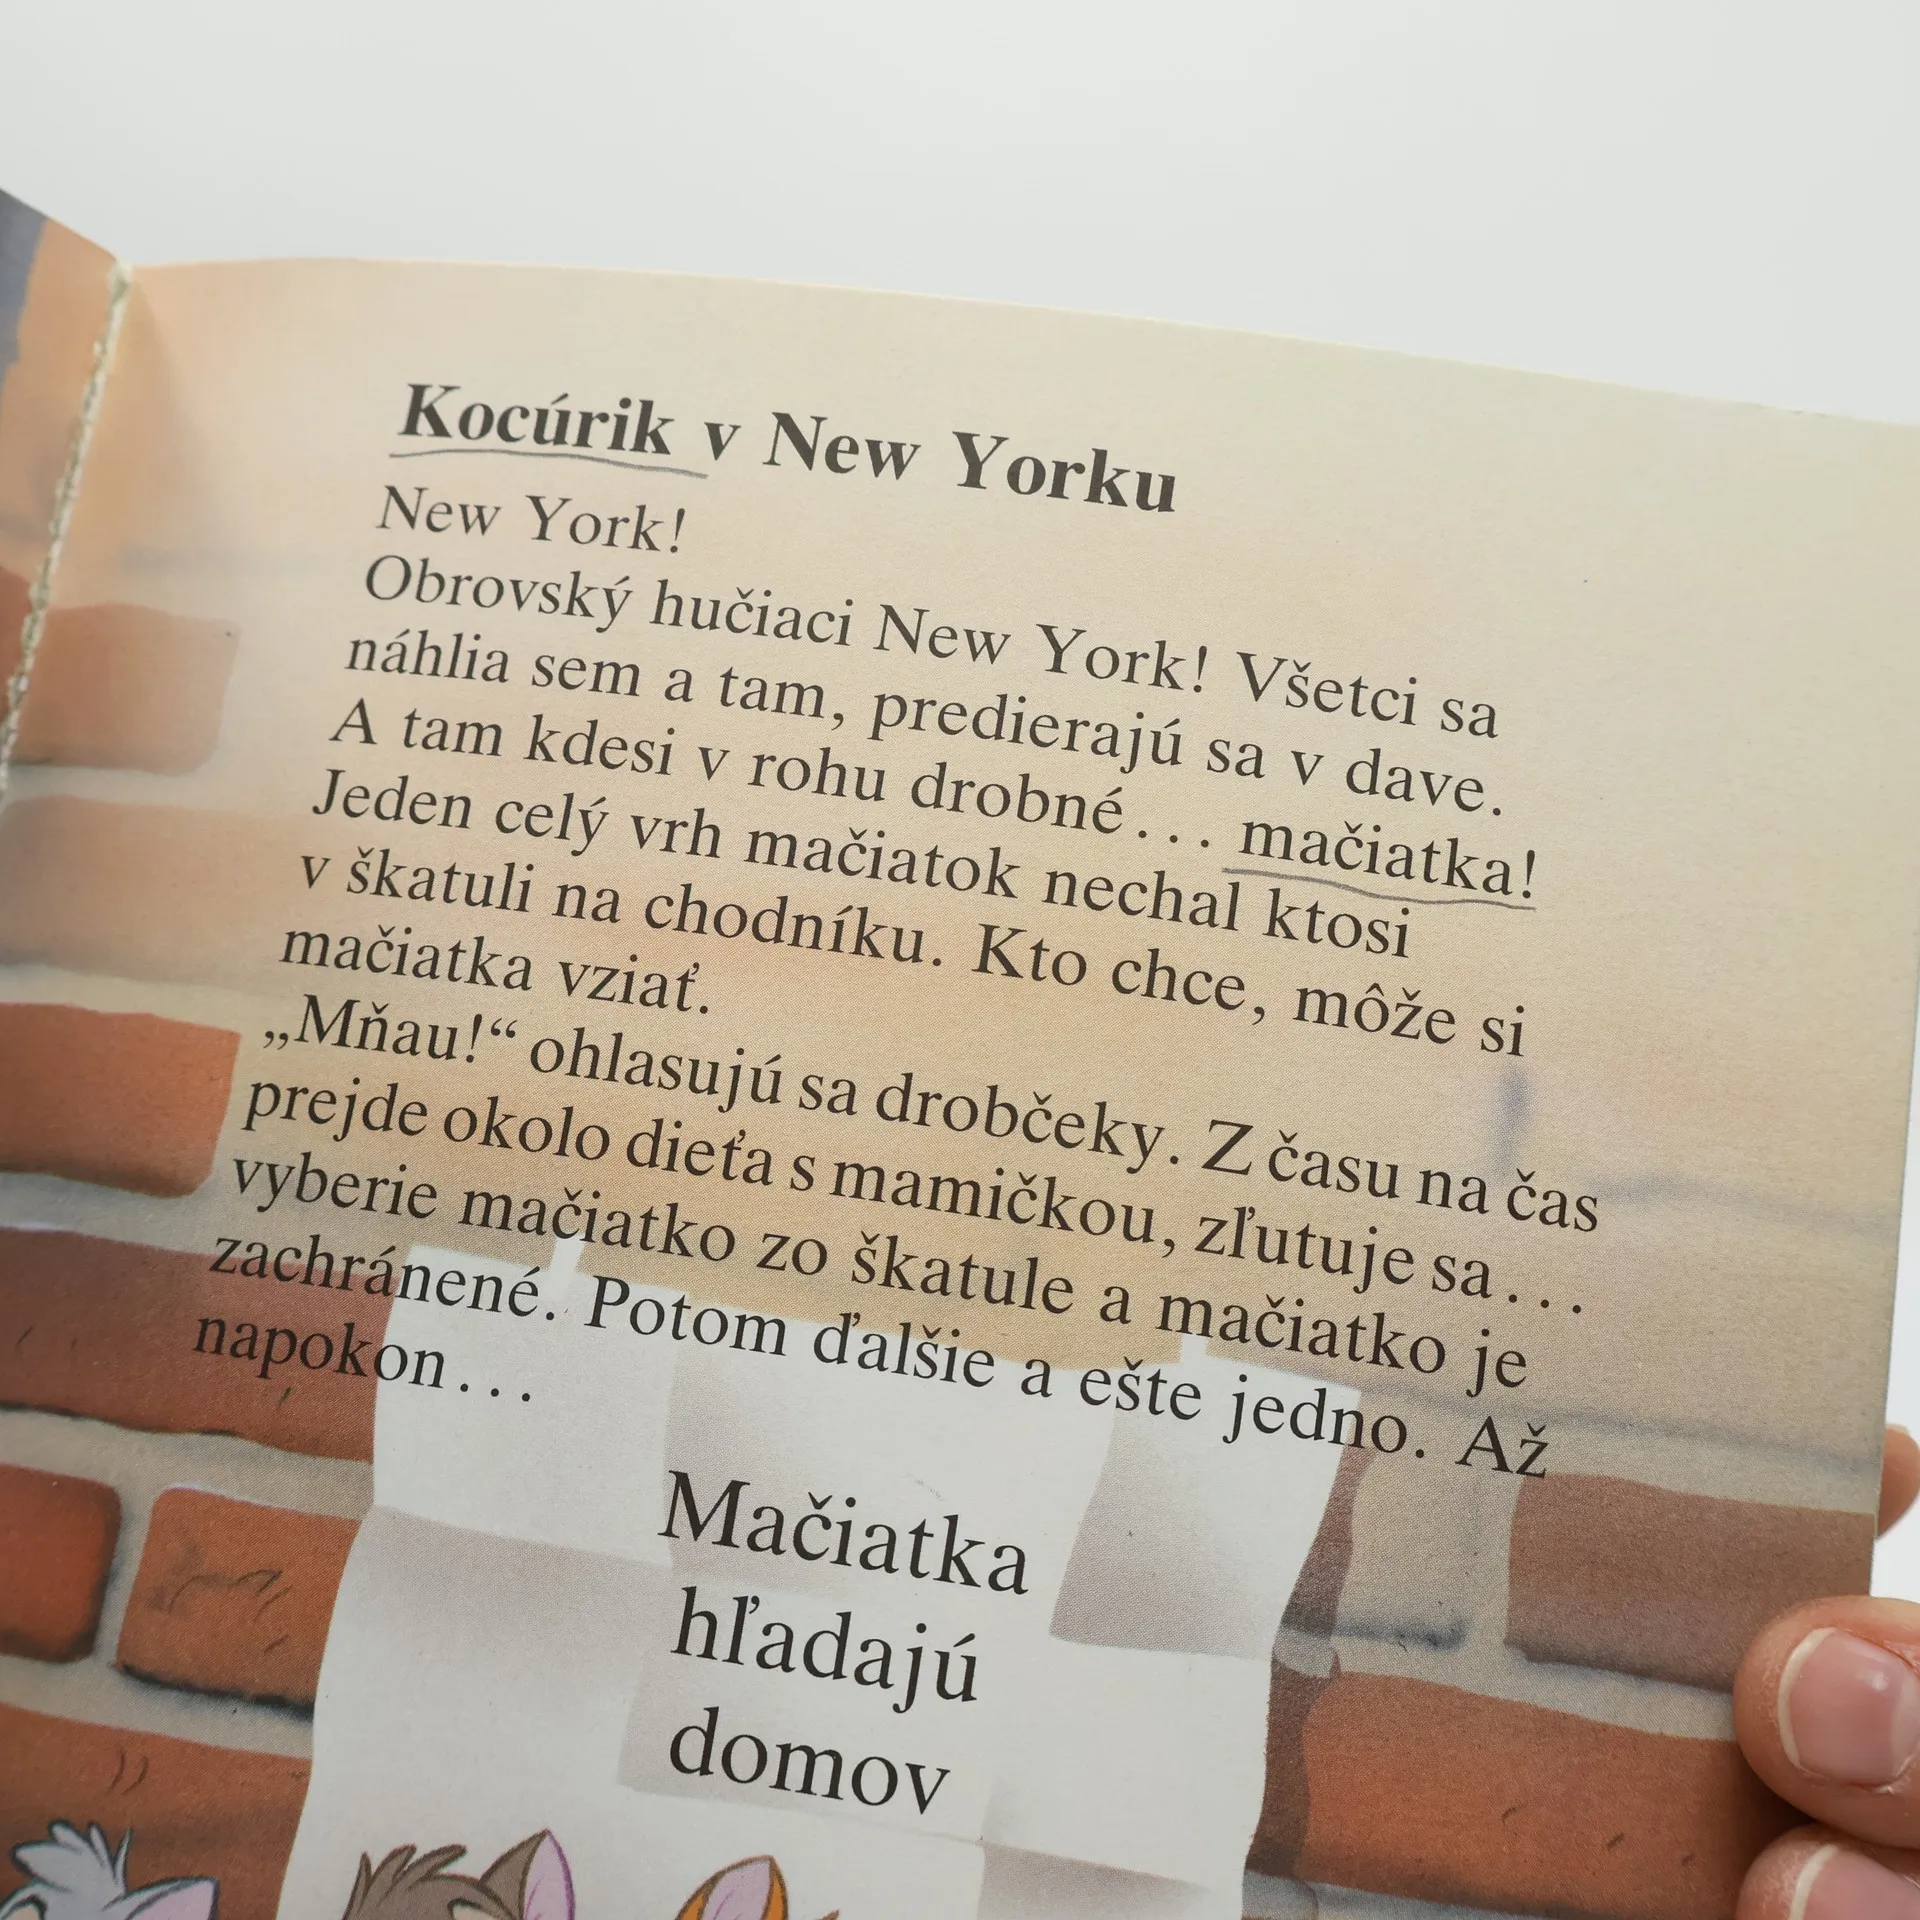 Kocúrik v New Yorku
New York!
Obrovský hučiaci New York! Všetci sa
náhlia sem a tam, predierajú sa v dave.
A tam kdesi v rohu drobné... mačiatka!
Jeden celý vrh mačiatok nechal ktosi
v škatuli na chodníku. Kto chce, môže si
mačiatka vziať.
„Mňau!“ ohlasujú sa drobčeky. Z času na čas
prejde okolo dieťa s mamičkou, zľutuje sa...
vyberie mačiatko zo škatule a mačiatko je
zachránené. Potom ďalšie a ešte jedno. Až
napokon...
Mačiatka
hľadajú
domov